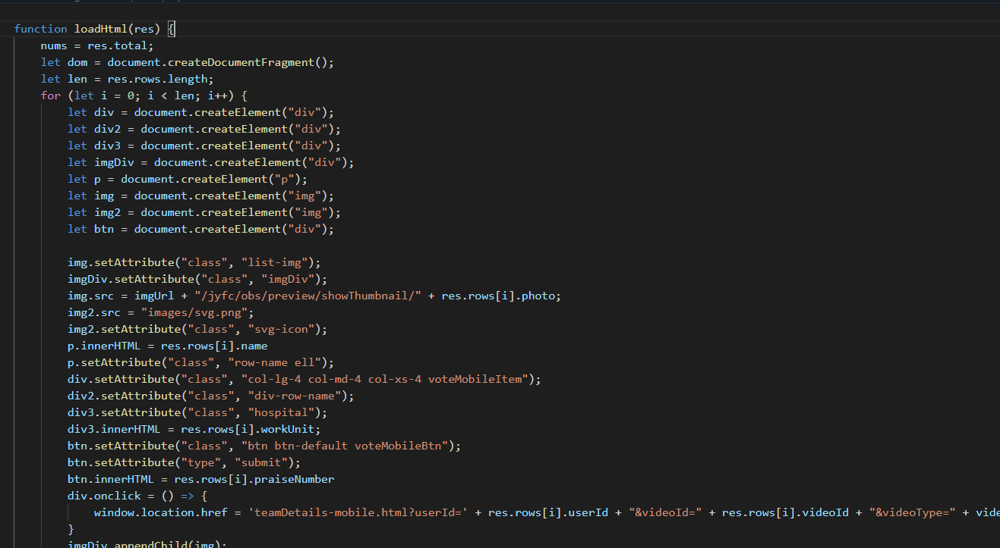 function loadHtml(res) {
nums = res.total;
let dom = document.createDocumentFragment();
let len = res.rows.length;
for (let i = 0; i < len; i++) {
let div = document.createElement("div");
let div2 = document.createElement("div");
let div3 = document.createElement("div");
let imgDiv = document.createElement("div");
let p = document.createElement("p");
let img = document.createElement("img");
let img2 = document.createElement("img");
let btn = document.createElement("div");
img.setAttribute("class", "list-img");
imgDiv.setAttribute("class", "imgDiv");
img.src = imgUrl + "/jyfc/obs/preview/showThumbnail/" + res.rows[i].photo;
img2.src = "images/svg.png";
img2.setAttribute("class", "svg-icon");
p.innerHTML = res.rows[i].name
p.setAttribute("class", "row-name ell");
div.setAttribute("class", "col-lg-4 col-md-4 col-xs-4 voteMobileItem");
div2.setAttribute("class", "div-row-name");
div3.setAttribute("class", "hospital");
div3.innerHTML = res.rows[i].workUnit;
btn.setAttribute("class", "btn btn-default voteMobileBtn");
btn.setAttribute("type", "submit");
btn.innerHTML = res.rows[i].praiseNumber
div.onclick = () => {
window.location.href = 'teamDetails-mobile.html?userId=' + res.rows[i].userId + "&videoId=" + res.rows[i].videoId + "&videoType=" + vide
}
imgDiv.appendChild(img);